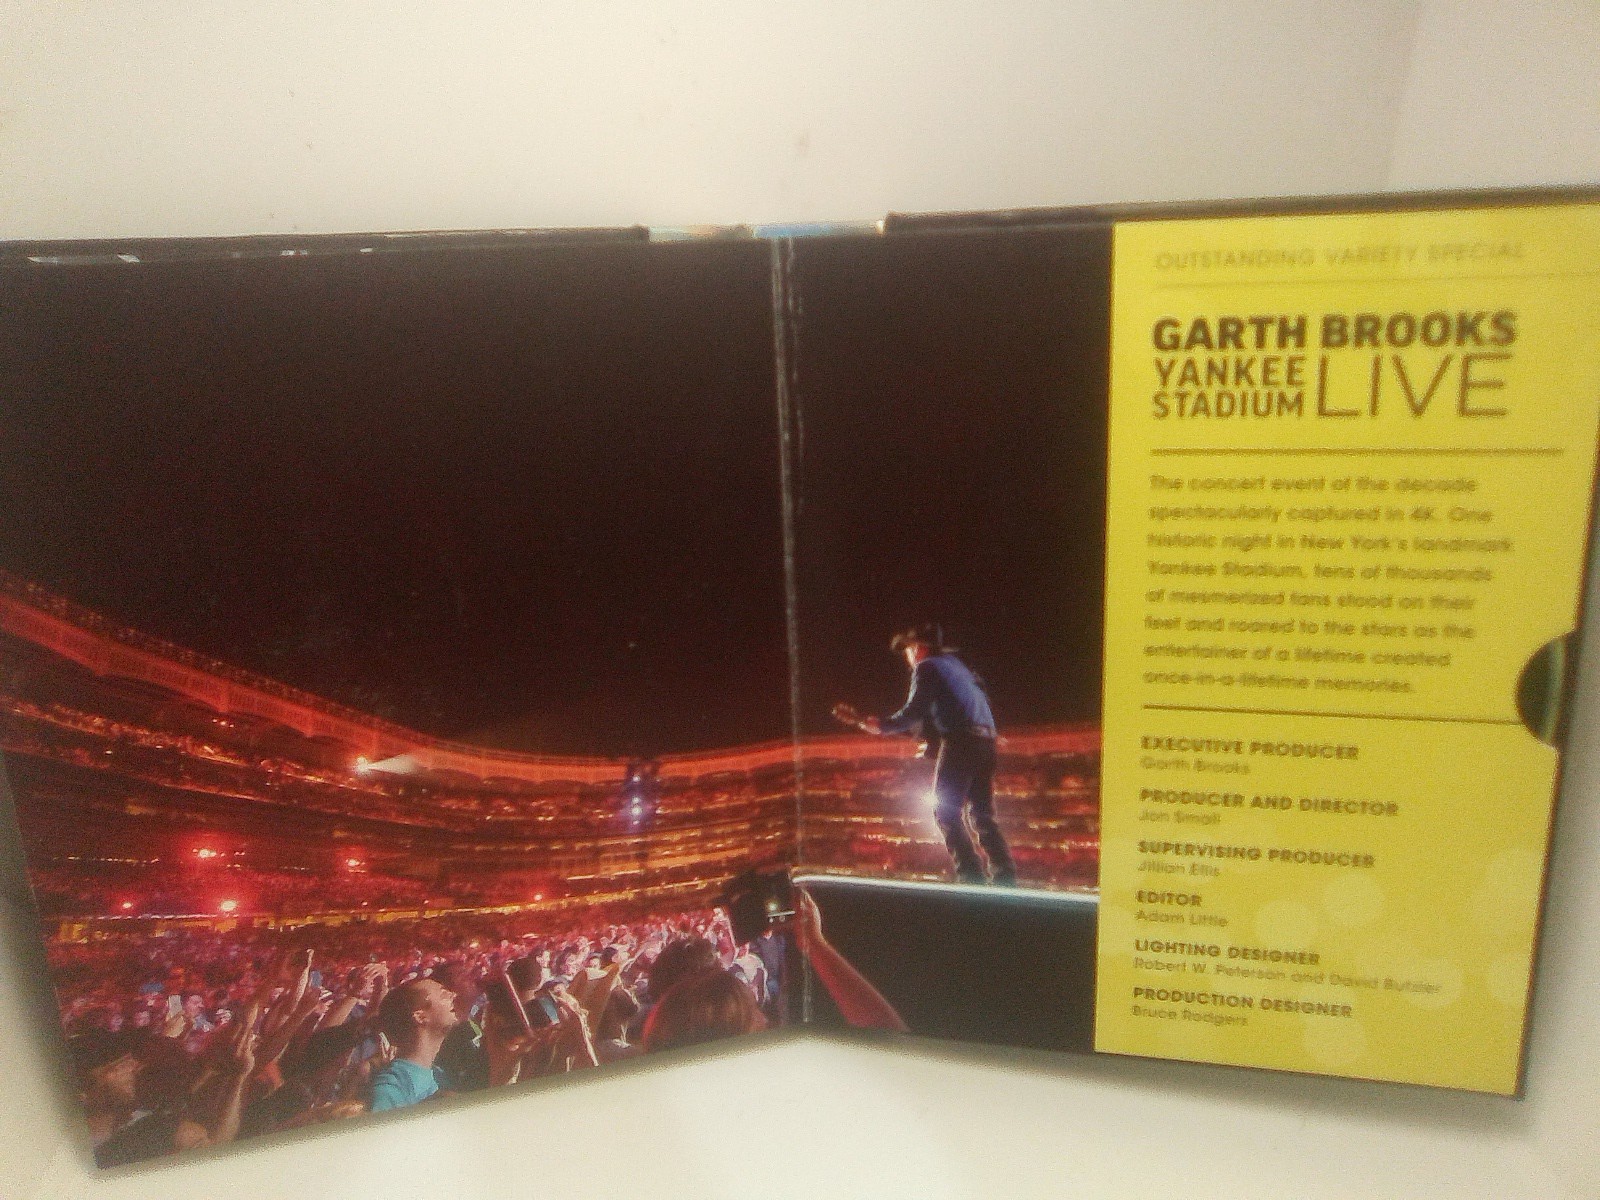 OUTSTANDING VARIETY SPECIAL
GARTH BROOKS
YANKEE
STADIUM LIVE
The concert event of the decade
spectacularly captured in 4K. One
historic night in New York's landmark
Yankee Stadium, tens of thousands
of mesmerized fans stood on their
feet and roared to the stars as the
entertainer of a lifetime created
once-in-a-lifetime memories.
EXECUTIVE PRODUCER
Garth Brooks
PRODUCER AND DIRECTOR
Jon Small
SUPERVISING PRODUCER
Jillian Ellis
EDITOR
Adam Little
LIGHTING DESIGNER
Robert W. Peterson and David Butzler
PRODUCTION DESIGNER
Bruce Rodgers